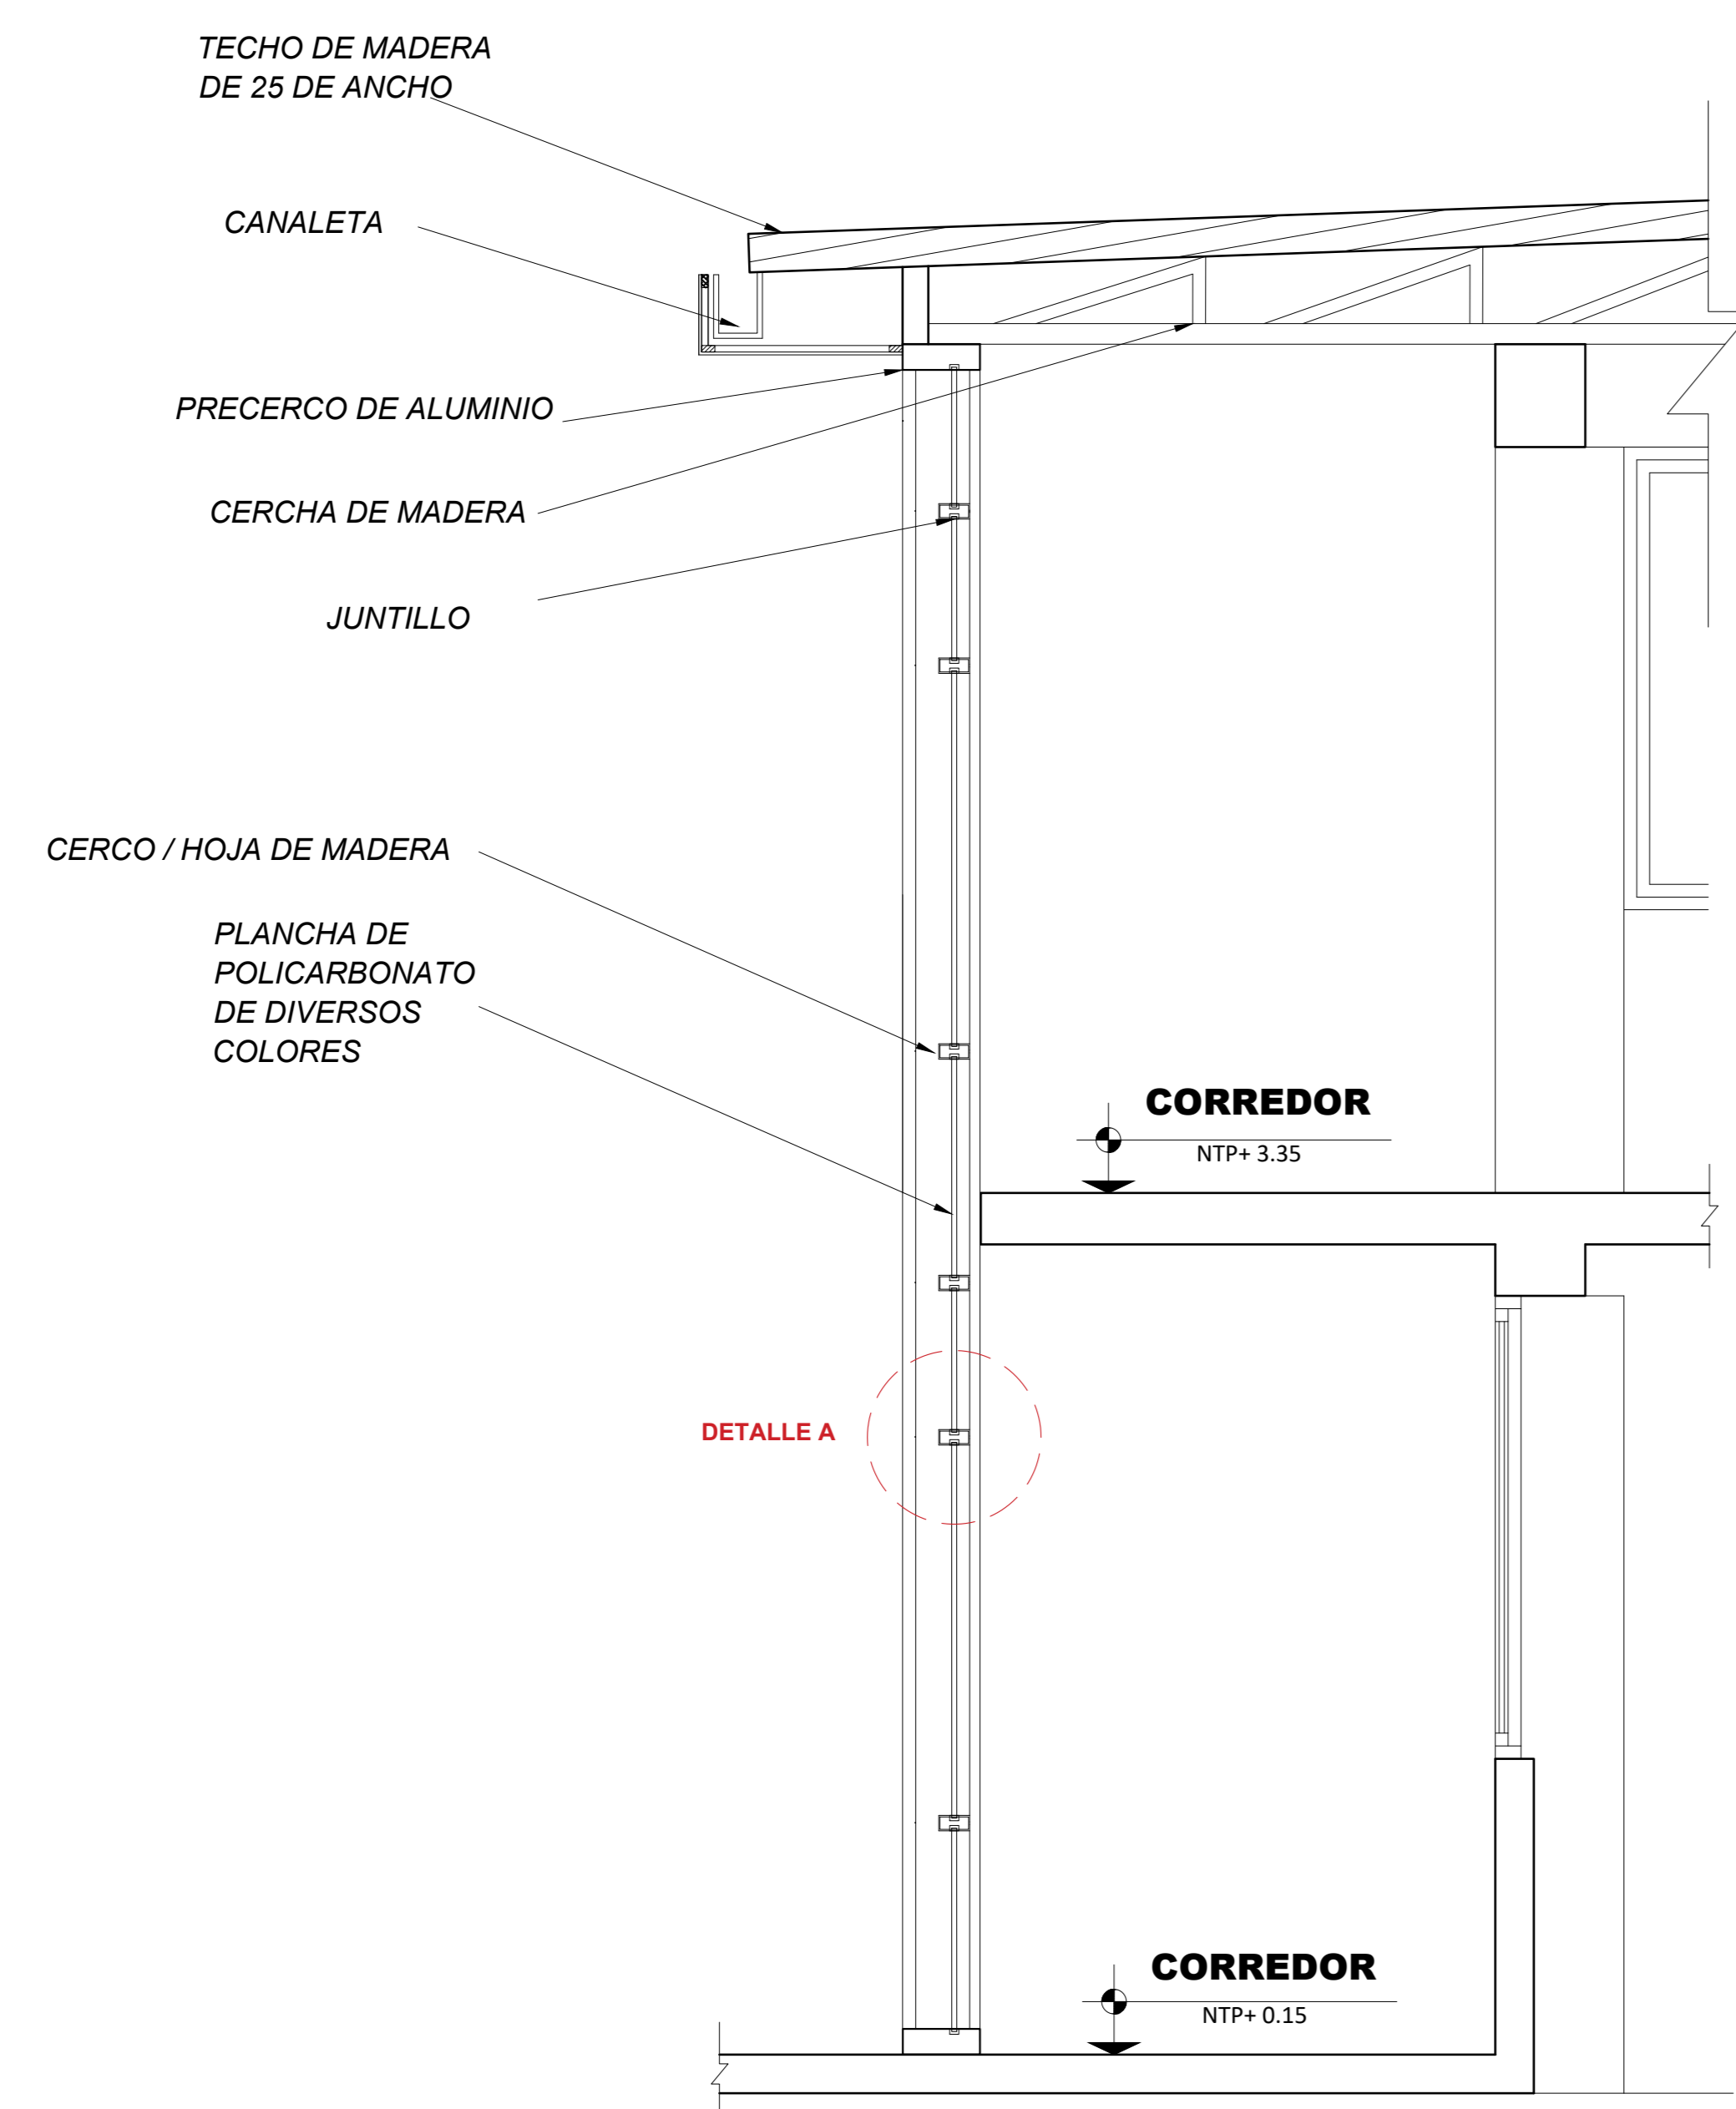 TECHO DE MADERA
DE 25 DE ANCHO
CANALETA
PRECERCO DE ALUMINIO
CERCHA DE MADERA
JUNTILLO
CERCO / HOJA DE MADERA
PLANCHA DE
POLICARBONATO
DE DIVERSOS
COLORES
CORREDOR
NTP+ 3.35
DETALLE A
CORREDOR
NTP+ 0.15